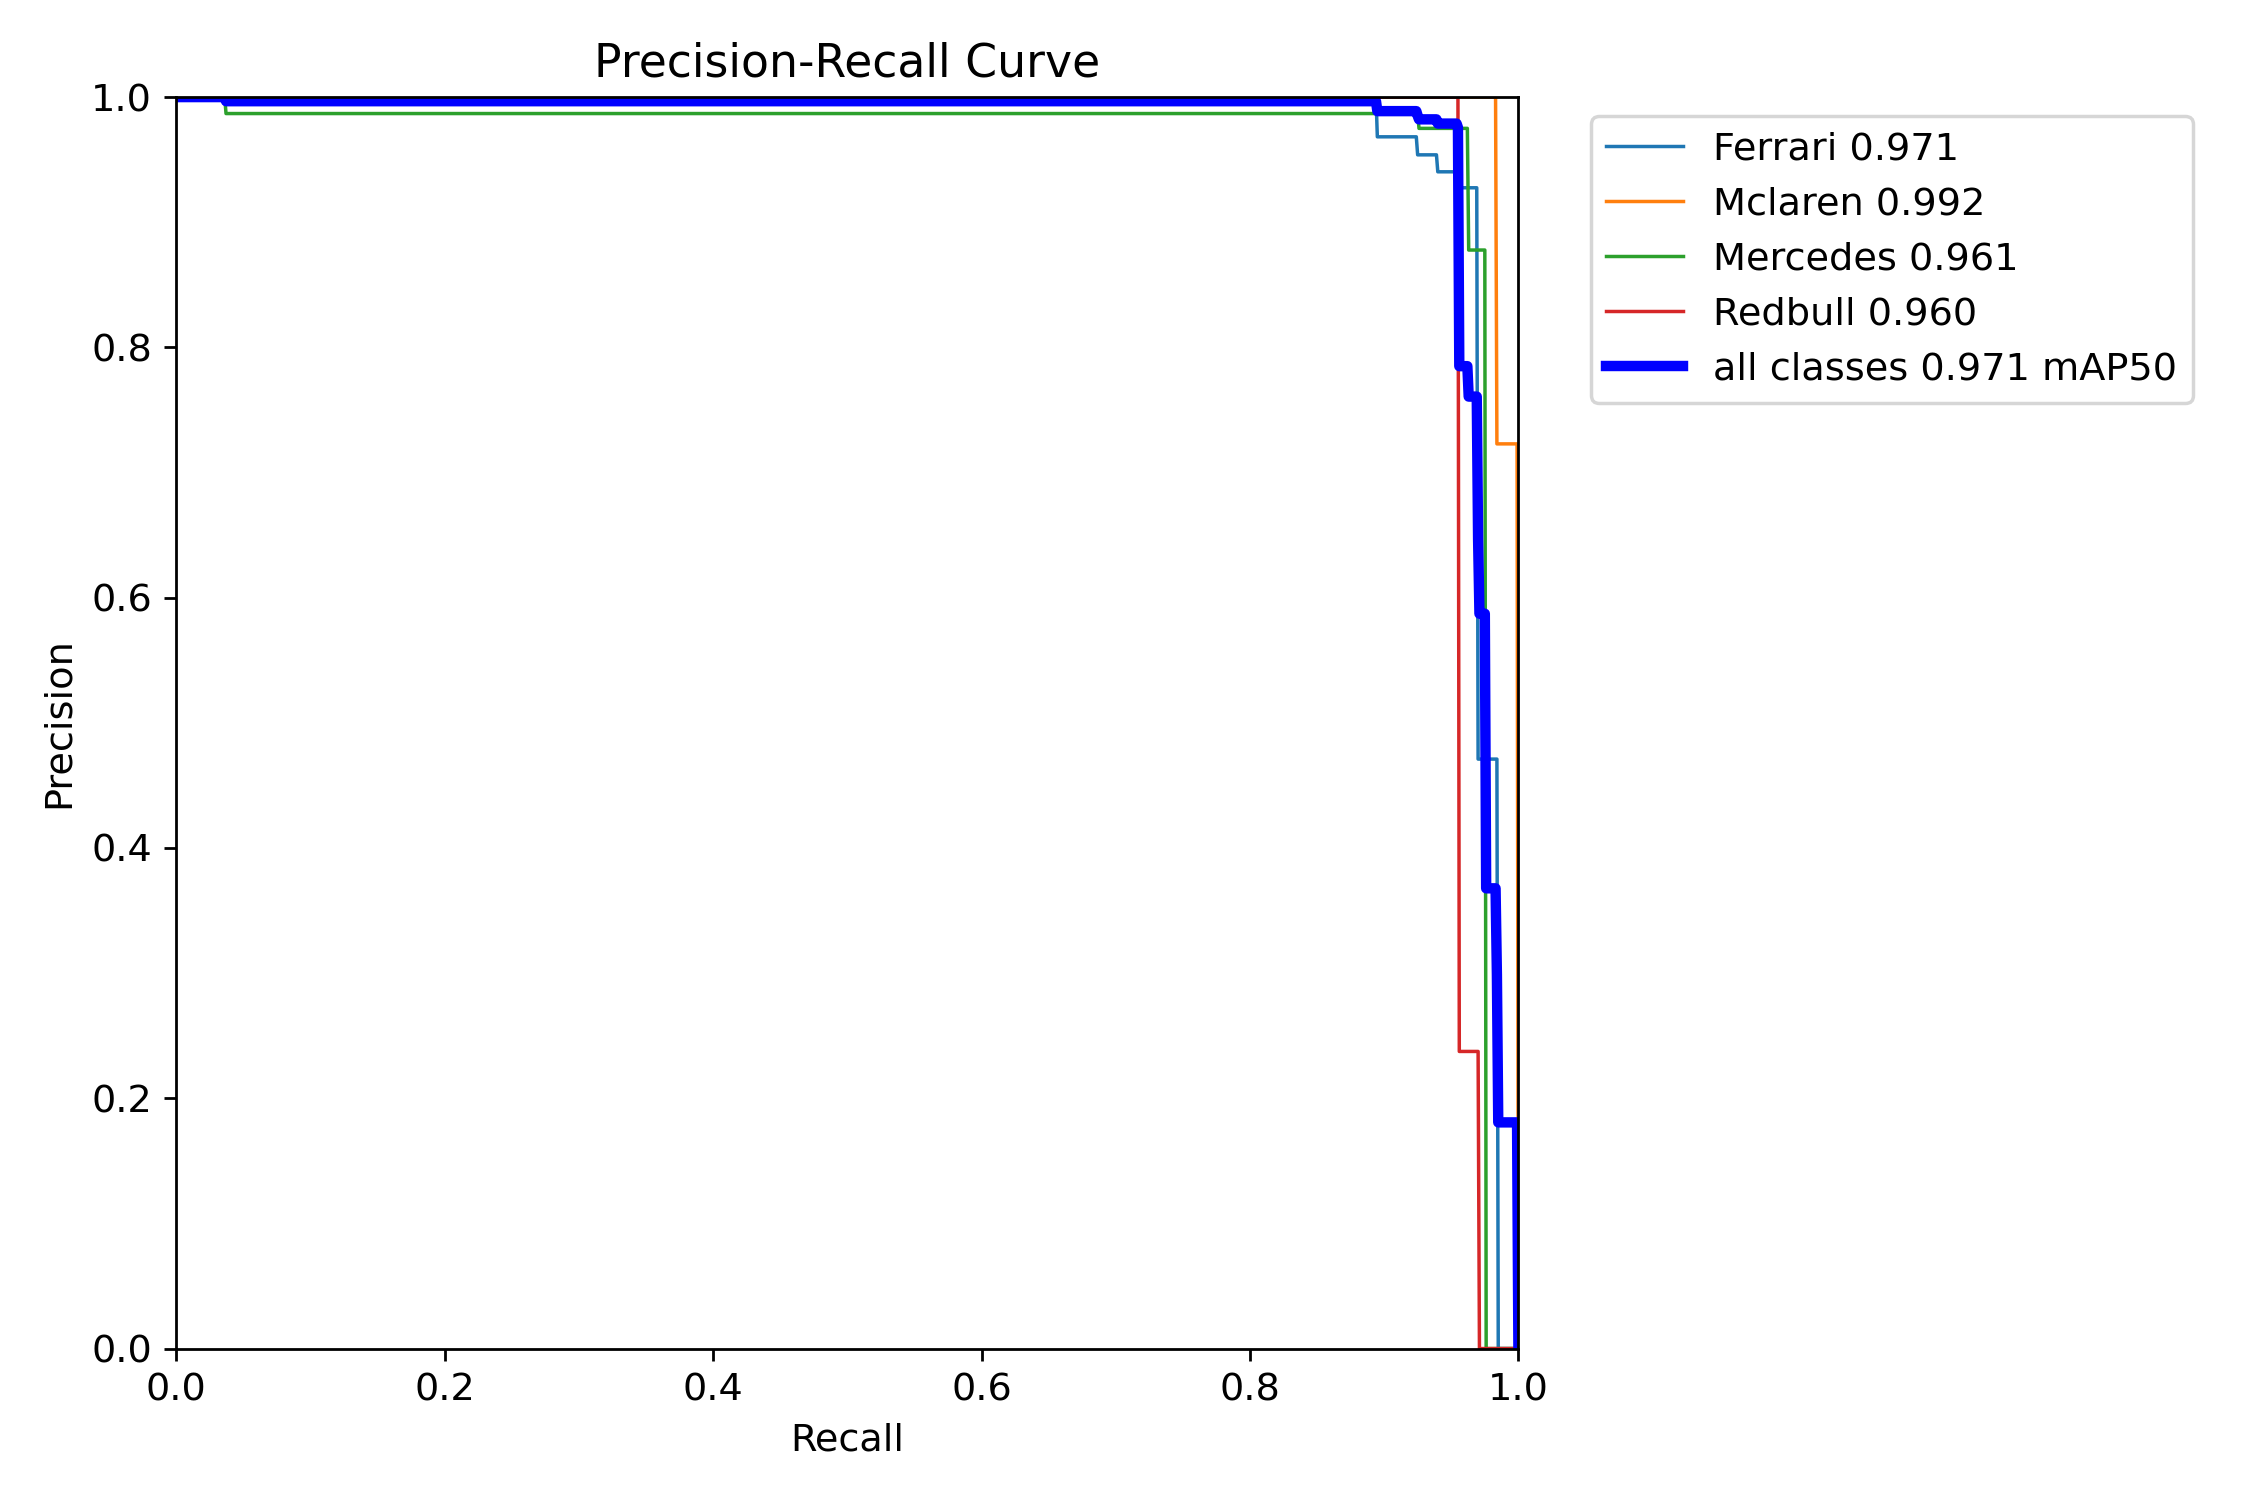 Precision-Recall Curve
1.0
0.8
0.6
0.4
0.2
0.0
Precision
0.0 0.2 0.4 0.6 0.8 1.0
Recall
Ferrari 0.971
Mclaren 0.992
Mercedes 0.961
Redbull 0.960
all classes 0.971 mAP50